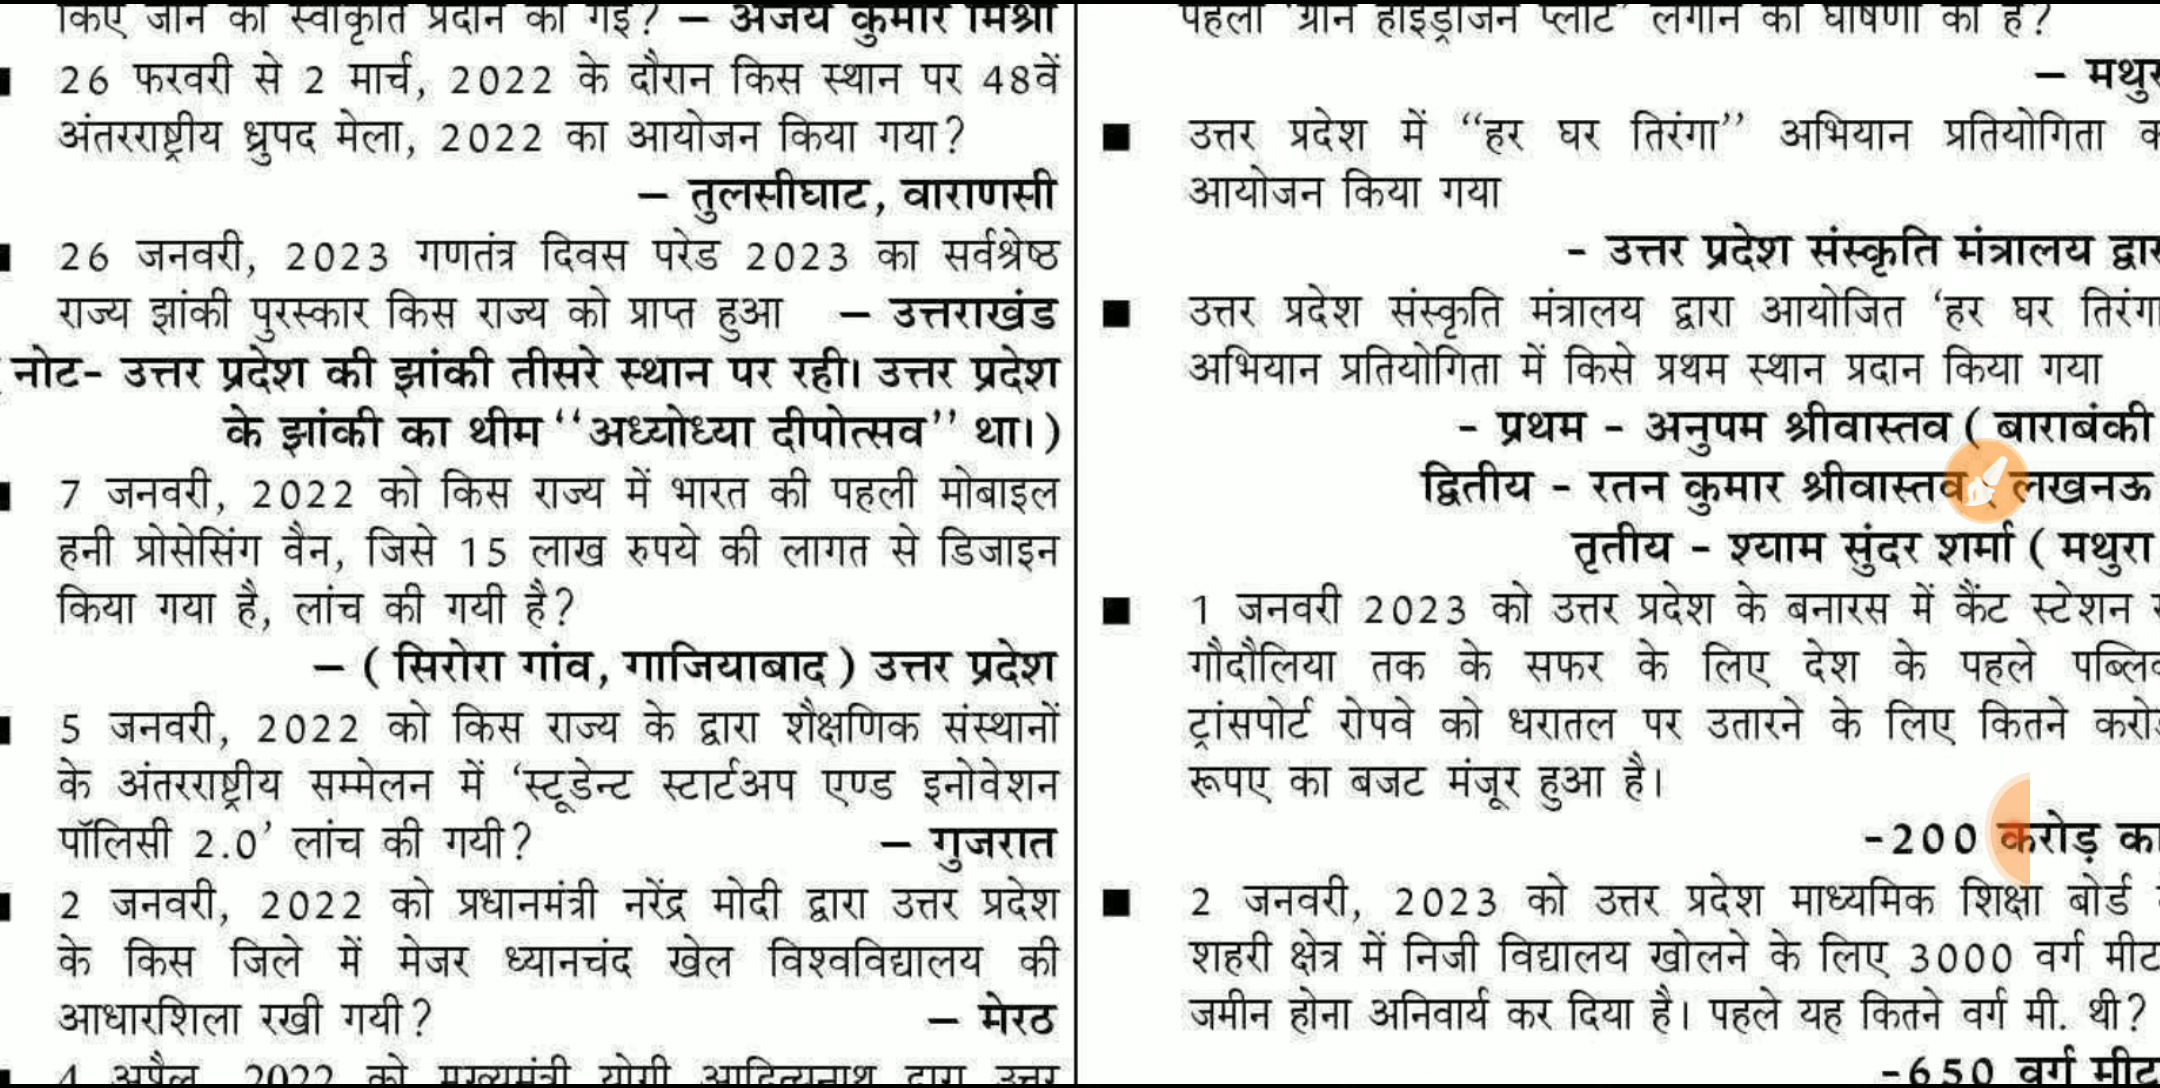 किए जाने की स्वीकृति प्रदान की गई? – अजय कुमार मिश्रा
26 फरवरी से 2 मार्च, 2022 के दौरान किस स्थान पर 48वें
अंतरराष्ट्रीय ध्रुपद मेला, 2022 का आयोजन किया गया?
– तुलसीघाट, वाराणसी
26 जनवरी, 2023 गणतंत्र दिवस परेड 2023 का सर्वश्रेष्ठ
राज्य झांकी पुरस्कार किस राज्य को प्राप्त हुआ – उत्तराखंड
नोट- उत्तर प्रदेश की झांकी तीसरे स्थान पर रही। उत्तर प्रदेश
के झांकी का थीम “अध्योध्या दीपोत्सव” था।)
7 जनवरी, 2022 को किस राज्य में भारत की पहली मोबाइल
हनी प्रोसेसिंग वैन, जिसे 15 लाख रुपये की लागत से डिजाइन
किया गया है, लांच की गयी है?
– ( सिरोरा गांव, गाजियाबाद ) उत्तर प्रदेश
5 जनवरी, 2022 को किस राज्य के द्वारा शैक्षणिक संस्थानों
के अंतरराष्ट्रीय सम्मेलन में ‘स्टूडेन्ट स्टार्टअप एण्ड इनोवेशन
पॉलिसी 2.0’ लांच की गयी? – गुजरात
2 जनवरी, 2022 को प्रधानमंत्री नरेंद्र मोदी द्वारा उत्तर प्रदेश
के किस जिले में मेजर ध्यानचंद खेल विश्वविद्यालय की
आधारशिला रखी गयी? – मेरठ
4 अप्रैल, 2022 को मुख्यमंत्री योगी आदित्यनाथ द्वारा उत्तर
पहला ‘ग्रीन हाइड्रोजन प्लांट’ लगाने की घोषणा की है?
– मथुर
■ उत्तर प्रदेश में “हर घर तिरंगा” अभियान प्रतियोगिता
आयोजन किया गया
- उत्तर प्रदेश संस्कृति मंत्रालय द्वार
■ उत्तर प्रदेश संस्कृति मंत्रालय द्वारा आयोजित ‘हर घर तिरंगा
अभियान प्रतियोगिता में किसे प्रथम स्थान प्रदान किया गया
- प्रथम - अनुपम श्रीवास्तव ( बाराबंकी
द्वितीय - रतन कुमार श्रीवास्तव ( लखनऊ
तृतीय - श्याम सुंदर शर्मा ( मथुरा
■ 1 जनवरी 2023 को उत्तर प्रदेश के बनारस में कैंट स्टेशन
गौदौलिया तक के सफर के लिए देश के पहले पब्लि
ट्रांसपोर्ट रोपवे को धरातल पर उतारने के लिए कितने करो
रूपए का बजट मंजूर हुआ है।
-200 करोड़ का
■ 2 जनवरी, 2023 को उत्तर प्रदेश माध्यमिक शिक्षा बोर्ड
शहरी क्षेत्र में निजी विद्यालय खोलने के लिए 3000 वर्ग मीट
जमीन होना अनिवार्य कर दिया है। पहले यह कितने वर्ग मी. थी?
-650 वर्ग मीट